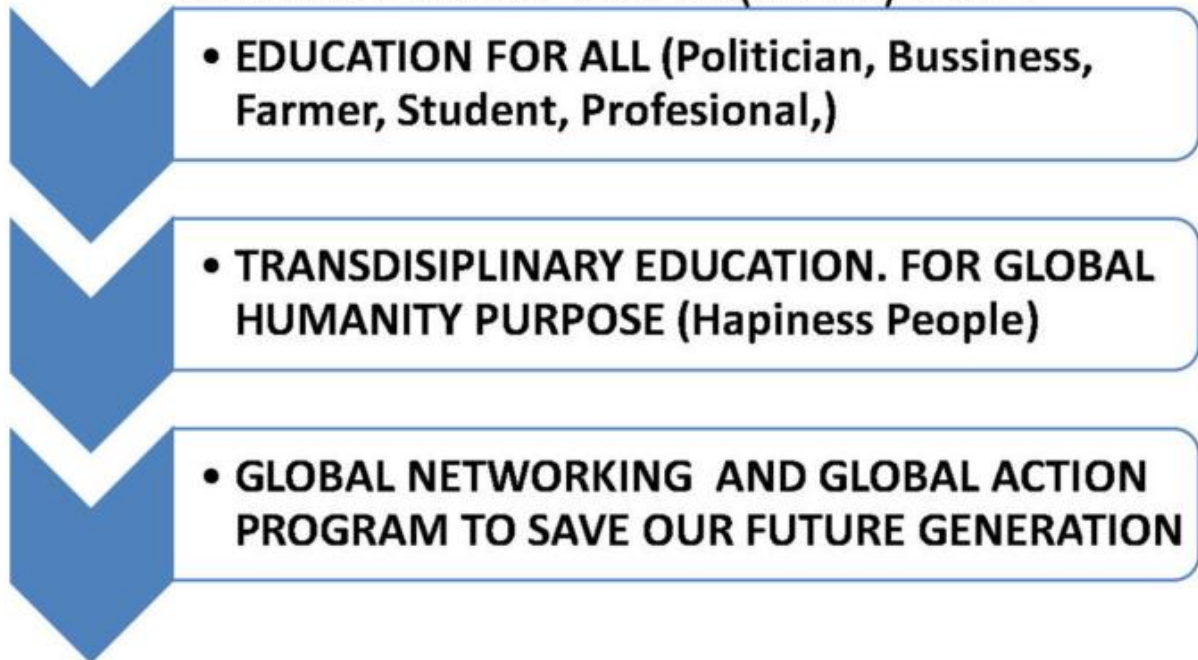 • EDUCATION FOR ALL (Politician, Bussiness,
Farmer, Student, Profesional,)
• TRANSDISIPLINARY EDUCATION. FOR GLOBAL
HUMANITY PURPOSE (Hapiness People)
• GLOBAL NETWORKING  AND GLOBAL ACTION
PROGRAM TO SAVE OUR FUTURE GENERATION